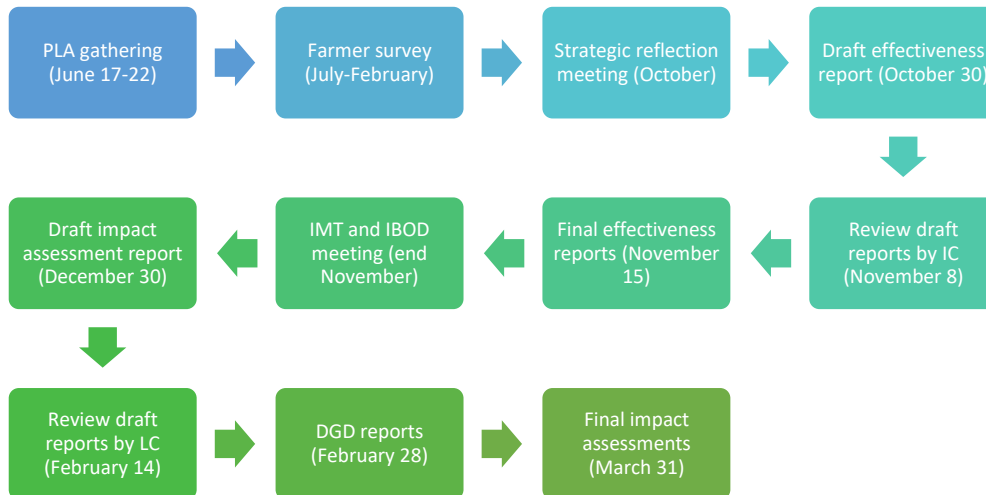 PLA gathering
(June 17-22)
Farmer survey
(July-February)
Strategic reflection
meeting (October)
Draft effectiveness
report (October 30)
Review draft
reports by IC
(November 8)
Final effectiveness
reports (November
15)
IMT and IBOD
meeting (end
November)
Draft impact
assessment report
(December 30)
Review draft
reports by LC
(February 14)
DGD reports
(February 28)
Final impact
assessments
(March 31)